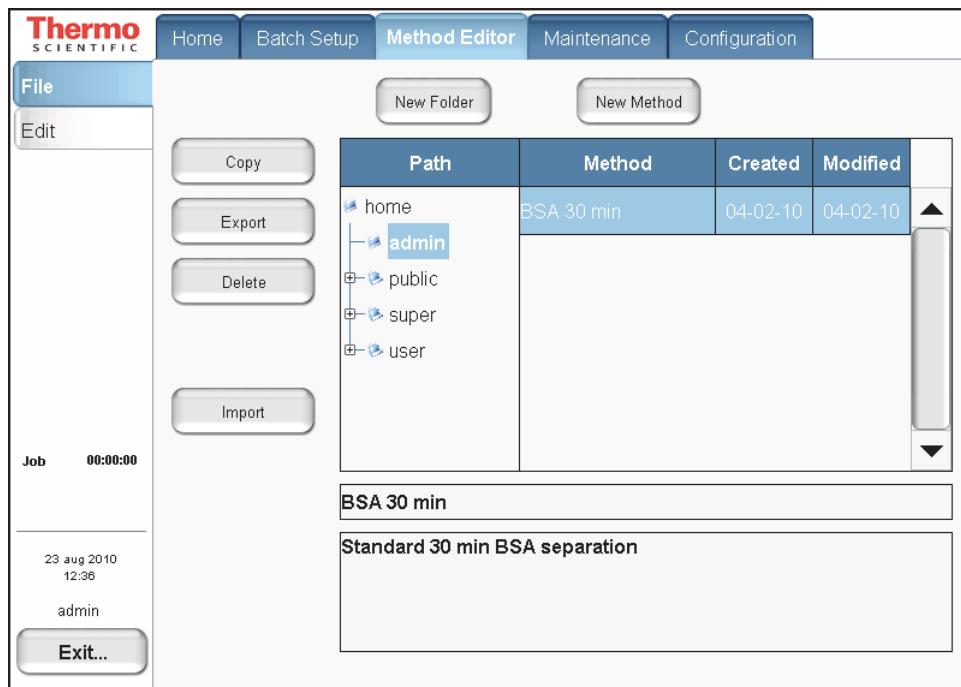 Thermo
SCIENTIFIC
Home
Batch Setup
Method Editor
Maintenance
Configuration
File
Edit
New Folder
New Method
Copy
Export
Delete
Import
Path
Method
Created
Modified
home
admin
public
super
user
BSA 30 min
04-02-10
04-02-10
BSA 30 min
Standard 30 min BSA separation
Job 00:00:00
23 aug 2010
12:36
admin
Exit...